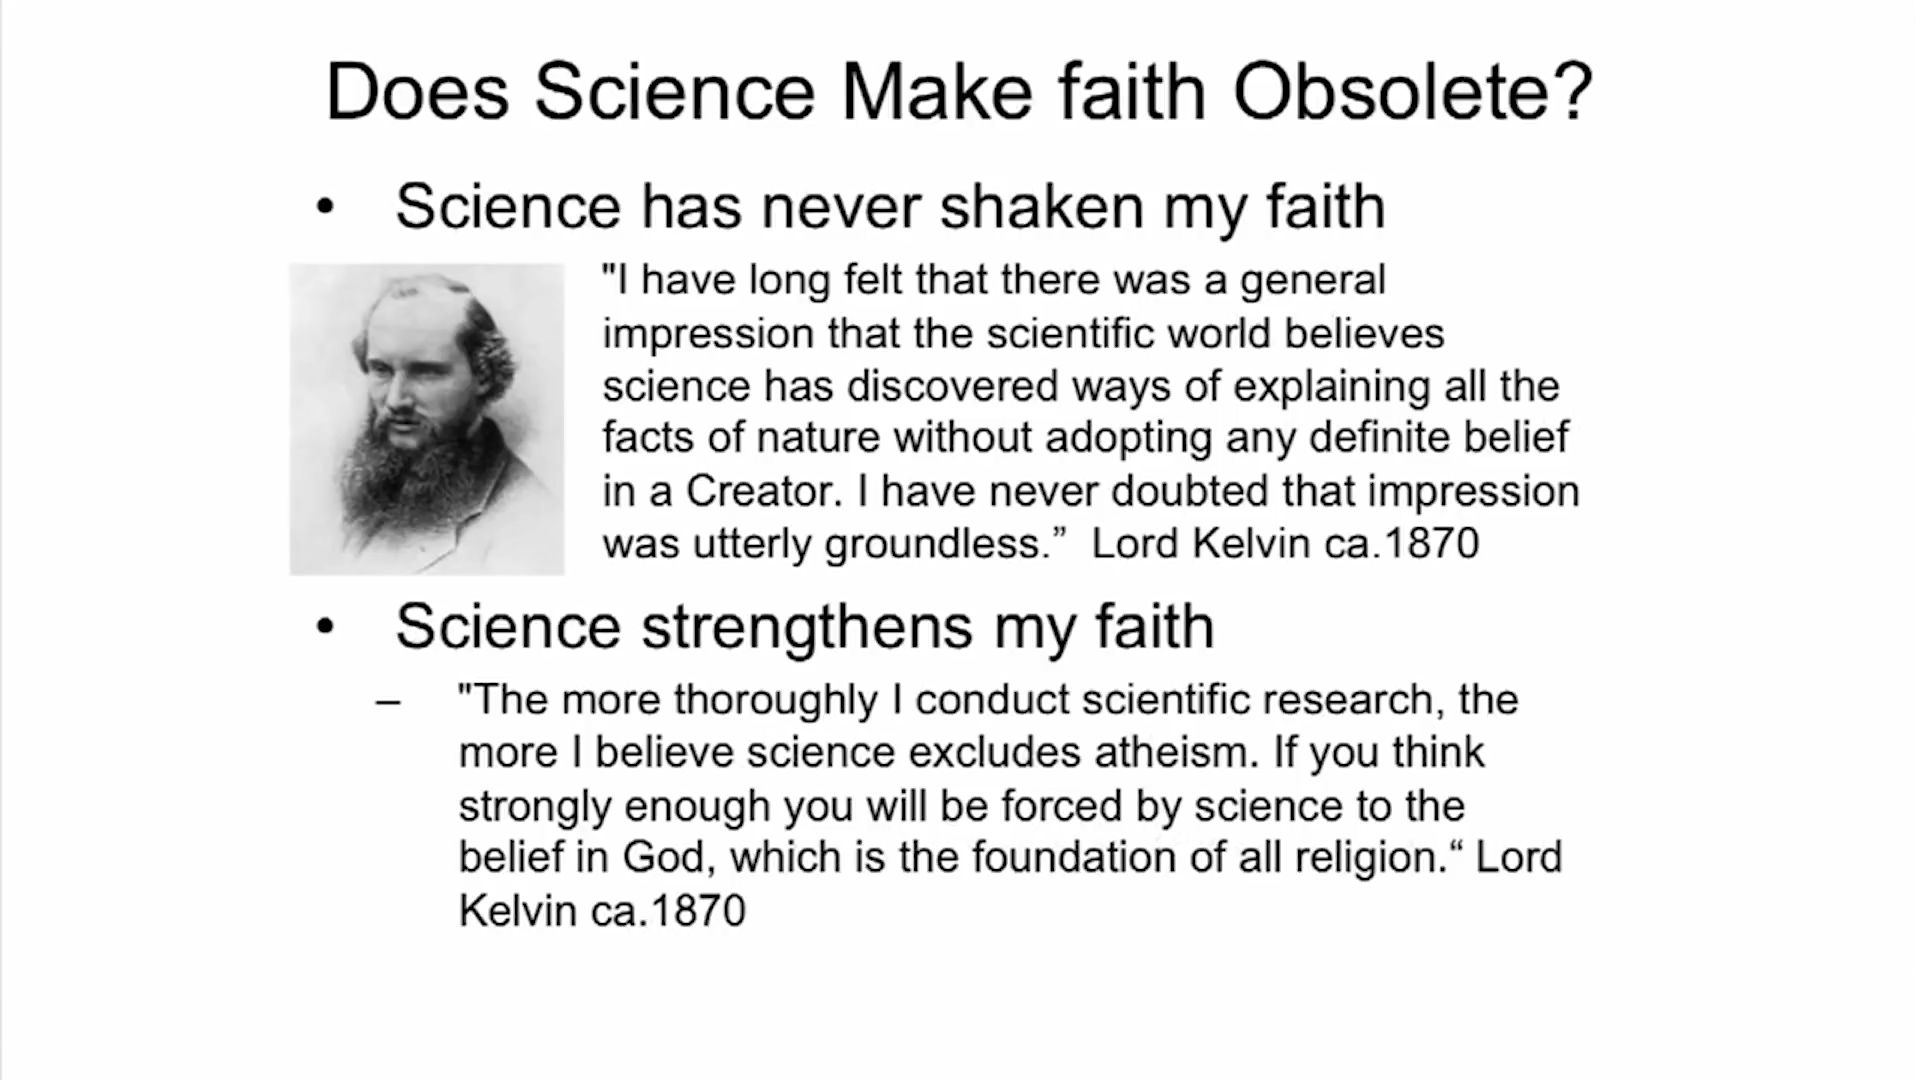 Does Science Make faith Obsolete?
• Science has never shaken my faith
"I have long felt that there was a general
impression that the scientific world believes
science has discovered ways of explaining all the
facts of nature without adopting any definite belief
in a Creator. I have never doubted that impression
was utterly groundless.” Lord Kelvin ca.1870
• Science strengthens my faith
– "The more thoroughly I conduct scientific research, the
more I believe science excludes atheism. If you think
strongly enough you will be forced by science to the
belief in God, which is the foundation of all religion.“ Lord
Kelvin ca.1870